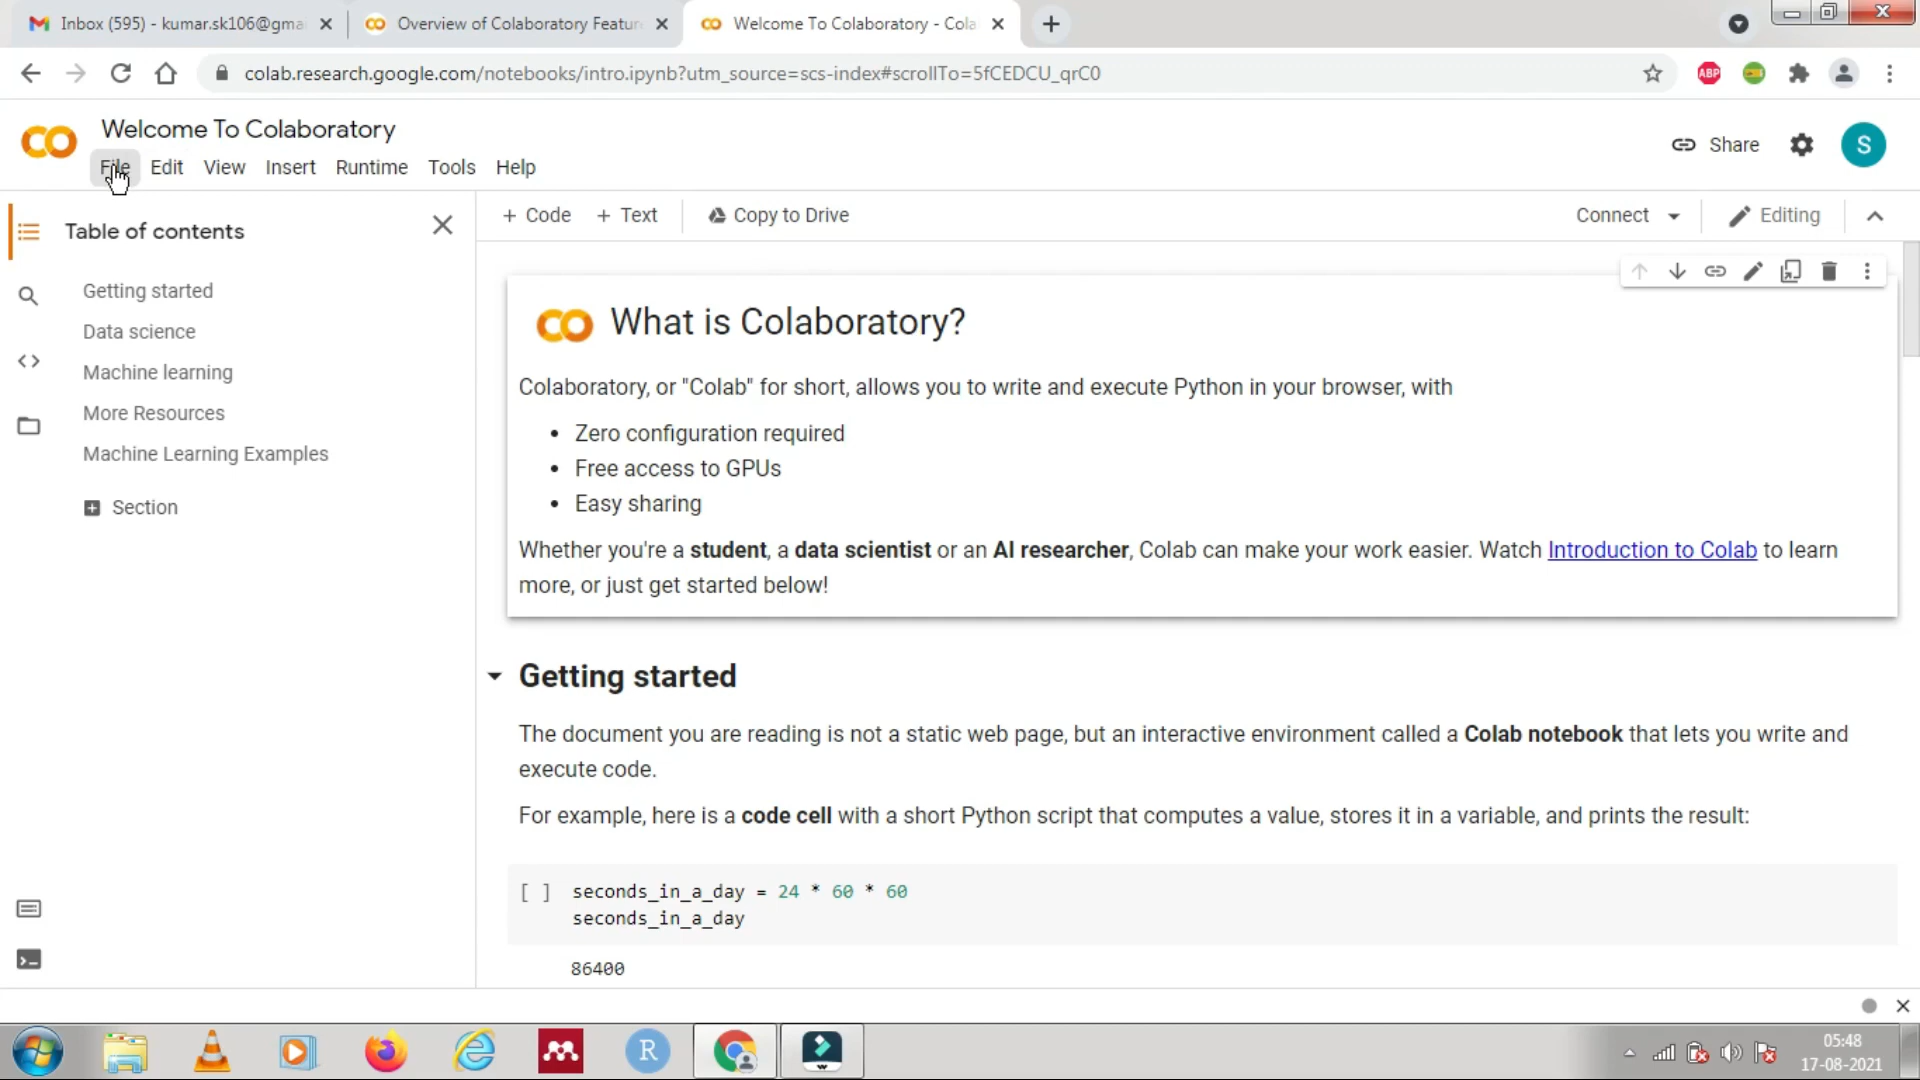 Inbox (595) - kumar.sk106@gma
Overview of Colaboratory Featur
Welcome To Colaboratory - Cola
colab.research.google.com/notebooks/intro.ipynb?utm_source=scs-index#scrollTo=5fCEDCU_qrC0
ABP
Welcome To Colaboratory
File Edit View Insert Runtime Tools Help
Share
S
Table of contents
Getting started
Data science
Machine learning
More Resources
Machine Learning Examples
Section
+ Code + Text Copy to Drive
Connect
Editing
CO What is Colaboratory?
Colaboratory, or "Colab" for short, allows you to write and execute Python in your browser, with
• Zero configuration required
• Free access to GPUs
• Easy sharing
Whether you're a student, a data scientist or an AI researcher, Colab can make your work easier. Watch Introduction to Colab to learn
more, or just get started below!
Getting started
The document you are reading is not a static web page, but an interactive environment called a Colab notebook that lets you write and
execute code.
For example, here is a code cell with a short Python script that computes a value, stores it in a variable, and prints the result:
[ ] seconds_in_a_day = 24 * 60 * 60
seconds_in_a_day
86400
R
05:48
17-08-2021